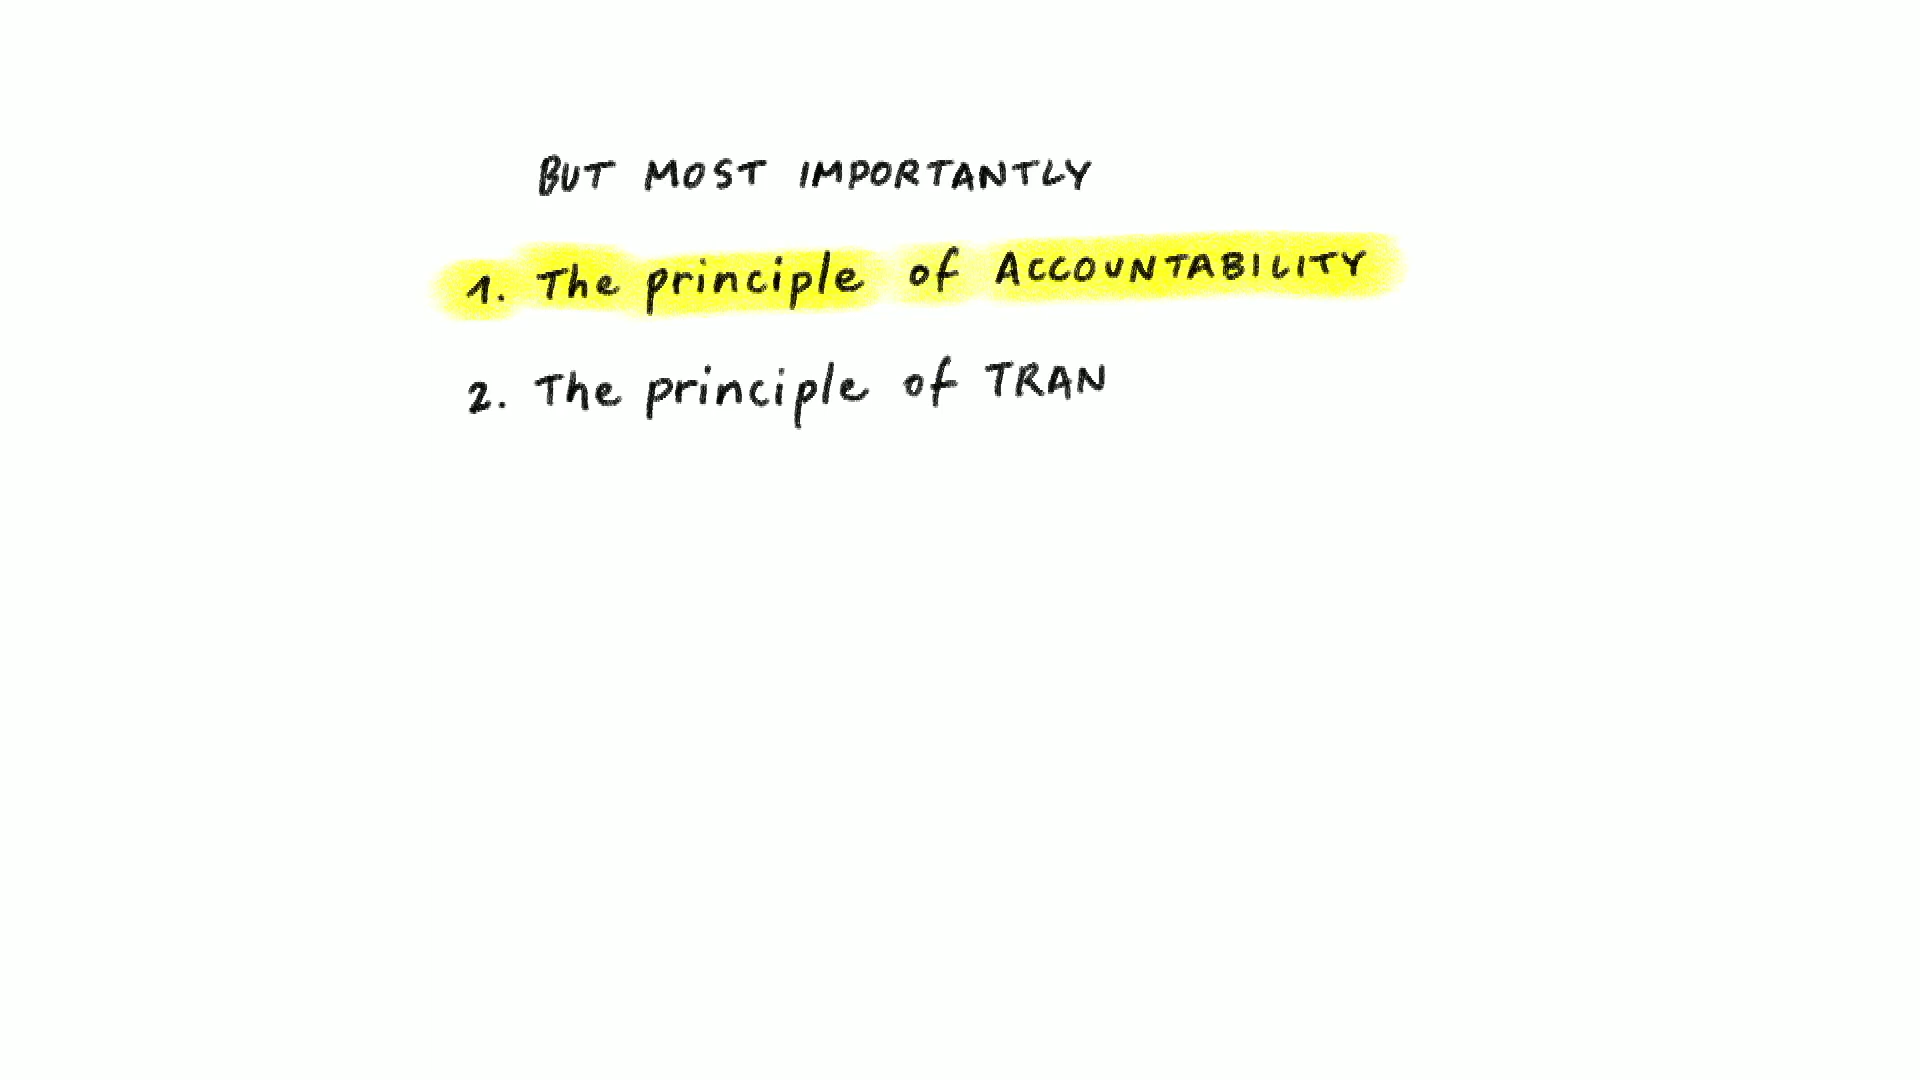 BUT MOST IMPORTANTLY
1. The principle of ACCOUNTABILITY
2. The principle of TRAN